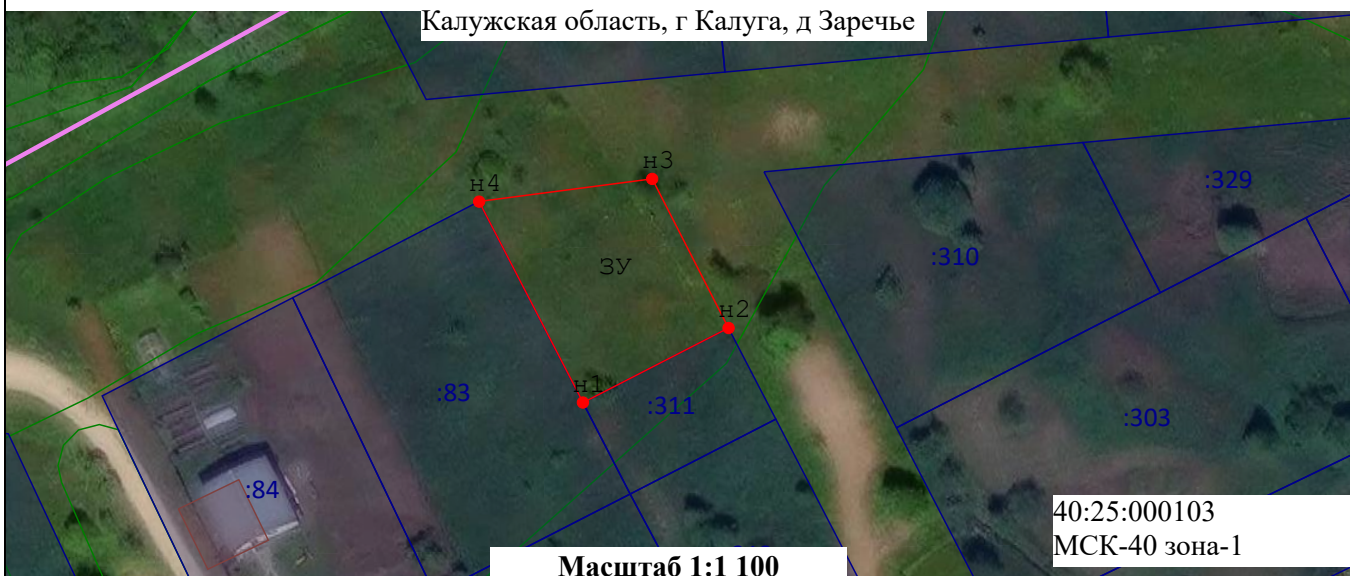 Калужская область, г Калуга, д Заречье
н3
н4
:329
:310
ЗУ
н2
:83
н1
:311
:303
:84
40:25:000103
МСК-40 зона-1
Масштаб 1:1 100